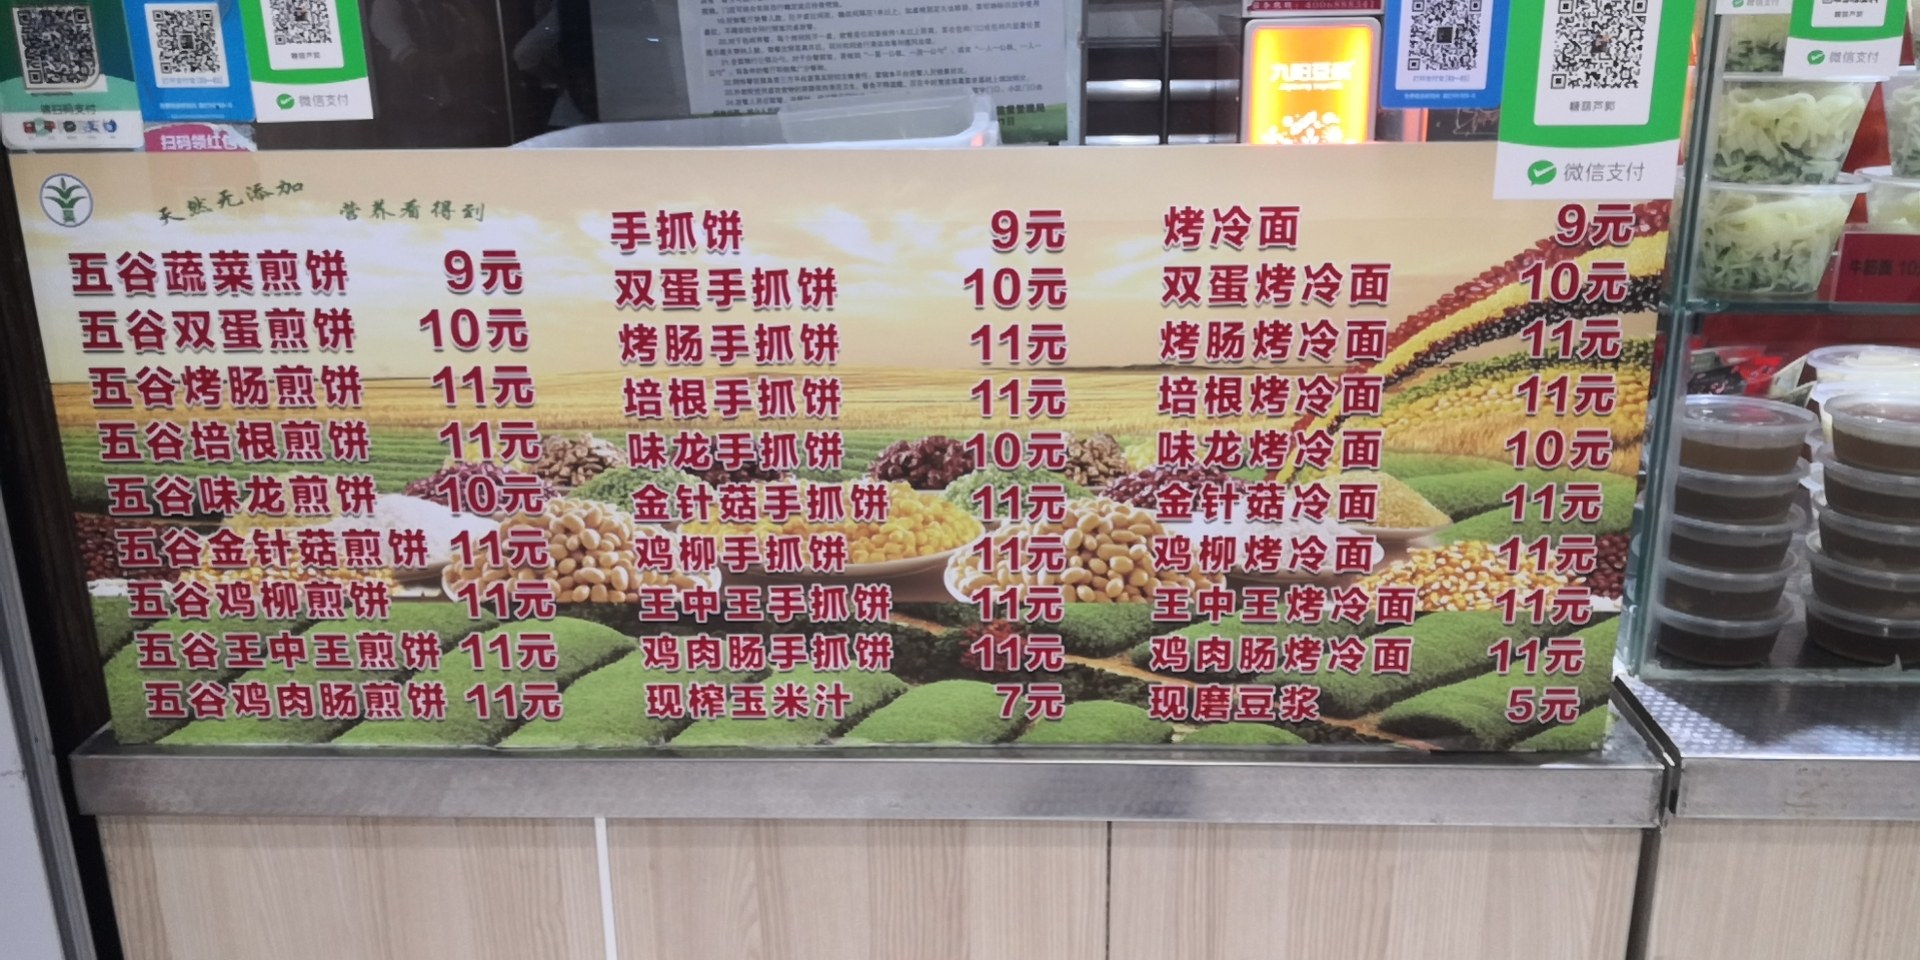 微信支付
扫码领红包
微信支付
糖葫芦郭
微信支付
天然无添加
营养看得到
五谷蔬菜煎饼 9元
五谷双蛋煎饼 10元
五谷烤肠煎饼 11元
五谷培根煎饼 11元
五谷味龙煎饼 10元
五谷金针菇煎饼 11元
五谷鸡柳煎饼 11元
五谷王中王煎饼 11元
五谷鸡肉肠煎饼 11元
手抓饼 9元
双蛋手抓饼 10元
烤肠手抓饼 11元
培根手抓饼 11元
味龙手抓饼 10元
金针菇手抓饼 11元
鸡柳手抓饼 11元
王中王手抓饼 11元
鸡肉肠手抓饼 11元
现榨玉米汁 7元
烤冷面 9元
双蛋烤冷面 10元
烤肠烤冷面 11元
培根烤冷面 11元
味龙烤冷面 10元
金针菇冷面 11元
鸡柳烤冷面 11元
王中王烤冷面 11元
鸡肉肠烤冷面 11元
现磨豆浆 5元
微信支付